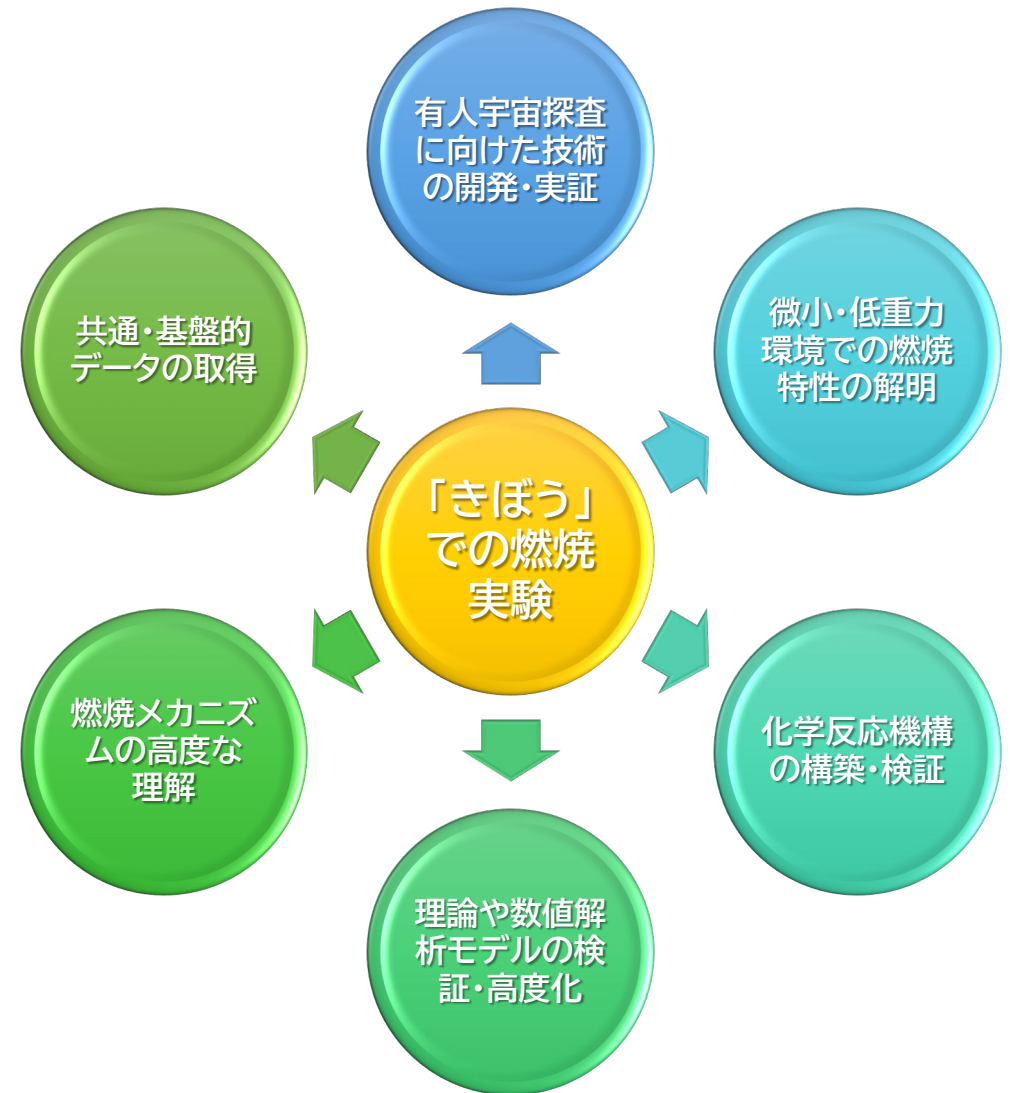 有人宇宙探査
に向けた技術
の開発・実証
微小・低重力
環境での燃焼
特性の解明
共通・基盤的
データの取得
「きぼう」
での燃焼
実験
化学反応機構
の構築・検証
燃焼メカニズ
ムの高度な
理解
理論や数値解
析モデルの検
証・高度化